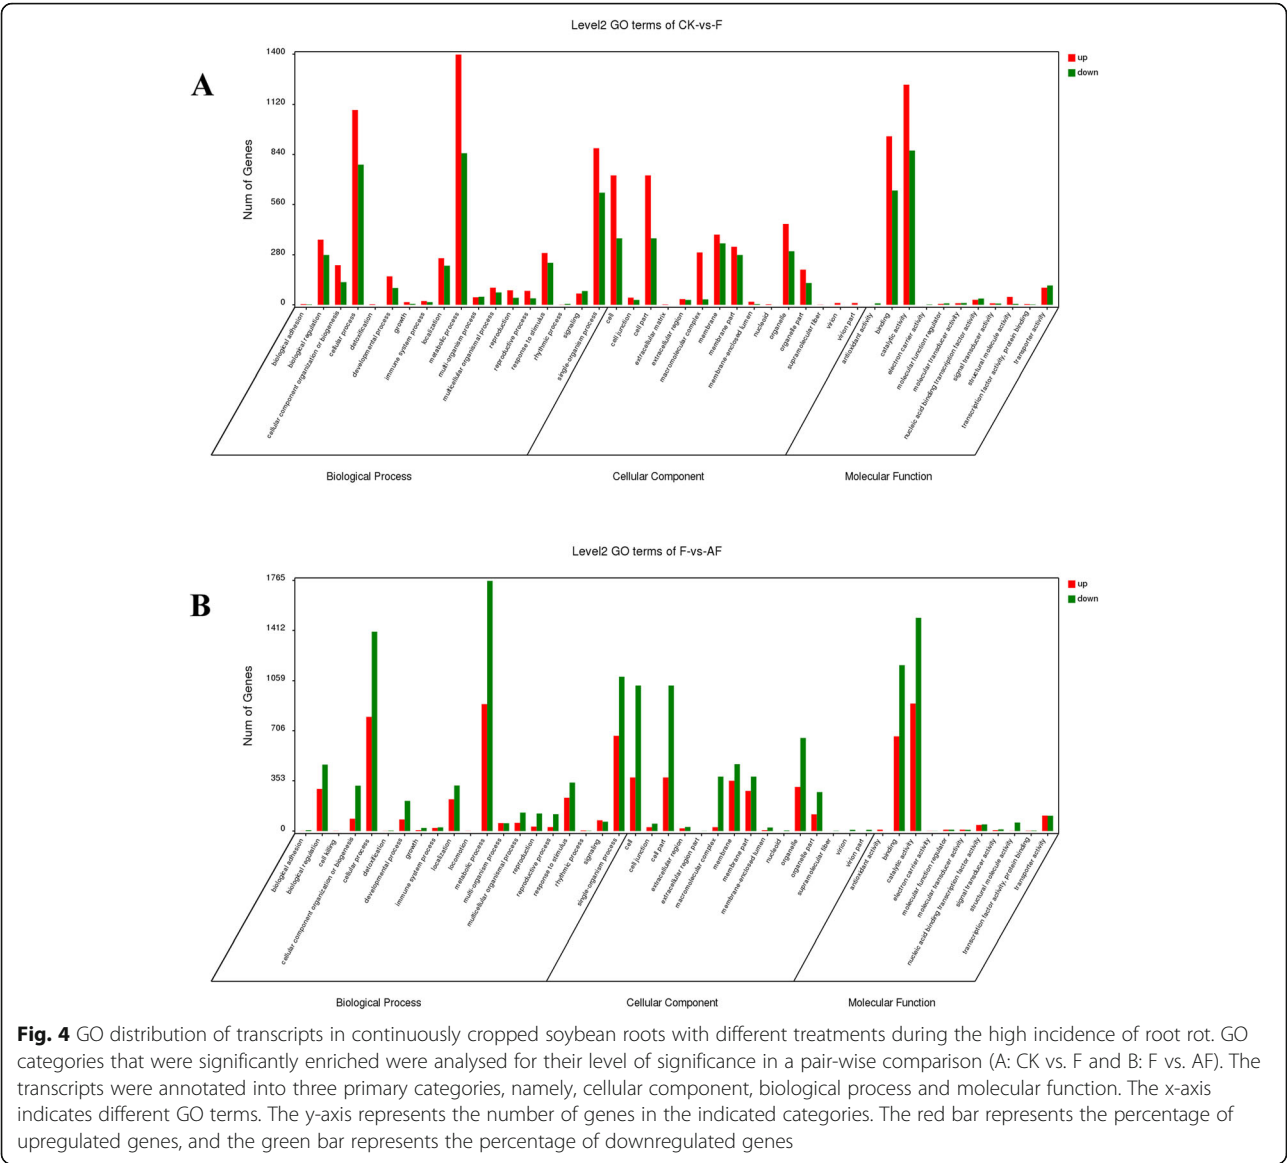 Level2 GO terms of CK-vs-F
A
Num of Genes
1400
1120
840
560
280
0
up
down
biological adhesion
biological regulation
cellular component organization or biogenesis
cellular process
detoxification
developmental process
growth
immune system process
localization
metabolic process
multi-organism process
multicellular organismal process
reproduction
reproductive process
response to stimulus
rhythmic process
signaling
single-organism process
cell
cell junction
cell part
extracellular matrix
extracellular region
macromolecular complex
membrane
membrane part
membrane-enclosed lumen
nucleoid
organelle
organelle part
supramolecular fiber
virion
virion part
antioxidant activity
binding
catalytic activity
electron carrier activity
molecular function regulator
molecular transducer activity
nucleic acid binding transcription factor activity
signal transducer activity
structural molecule activity
transcription factor activity, protein binding
transporter activity
Biological Process
Cellular Component
Molecular Function
Level2 GO terms of F-vs-AF
B
Num of Genes
1765
1412
1059
706
353
0
up
down
biological adhesion
biological regulation
cell killing
cellular component organization or biogenesis
cellular process
detoxification
developmental process
growth
immune system process
localization
locomotion
metabolic process
multi-organism process
multicellular organismal process
reproduction
reproductive process
response to stimulus
rhythmic process
signaling
single-organism process
cell
cell junction
cell part
extracellular region
extracellular region part
macromolecular complex
membrane
membrane part
membrane-enclosed lumen
nucleoid
organelle
organelle part
supramolecular fiber
virion
virion part
antioxidant activity
binding
catalytic activity
electron carrier activity
molecular function regulator
molecular transducer activity
nucleic acid binding transcription factor activity
signal transducer activity
structural molecule activity
transcription factor activity, protein binding
transporter activity
Biological Process
Cellular Component
Molecular Function
Fig. 4 GO distribution of transcripts in continuously cropped soybean roots with different treatments during the high incidence of root rot. GO
categories that were significantly enriched were analysed for their level of significance in a pair-wise comparison (A: CK vs. F and B: F vs. AF). The
transcripts were annotated into three primary categories, namely, cellular component, biological process and molecular function. The x-axis
indicates different GO terms. The y-axis represents the number of genes in the indicated categories. The red bar represents the percentage of
upregulated genes, and the green bar represents the percentage of downregulated genes